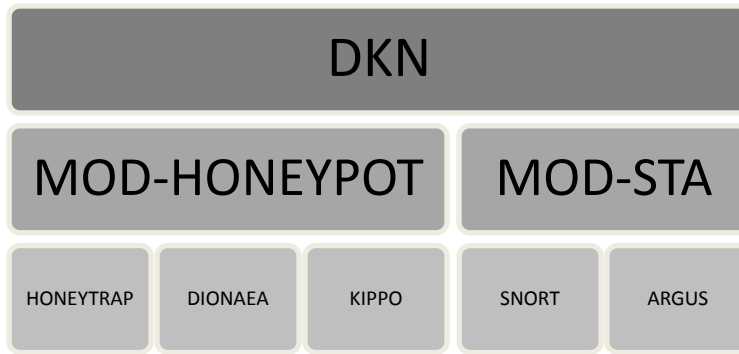 DKN
MOD-HONEYPOT MOD-STA
HONEYTRAP DIONAEA KIPPO SNORT ARGUS